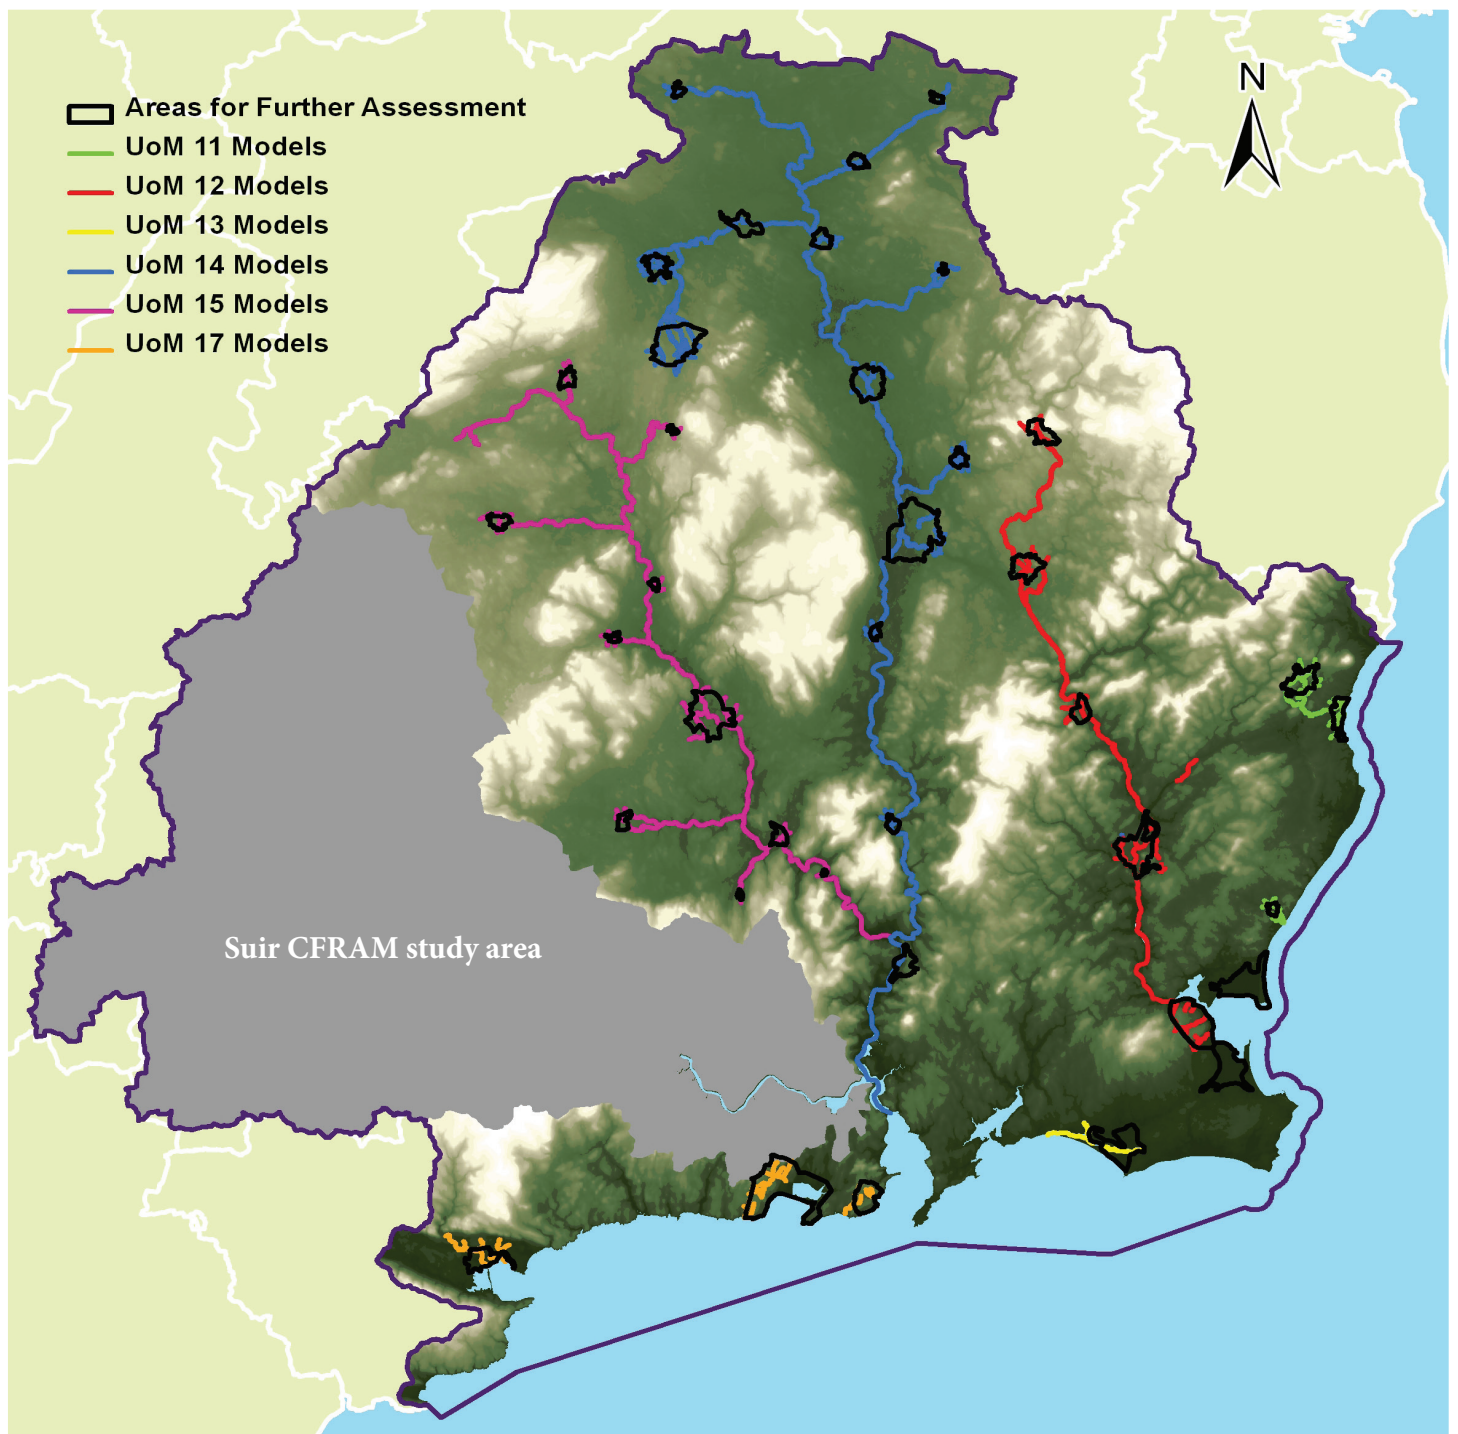 N
Areas for Further Assessment
UoM 11 Models
UoM 12 Models
UoM 13 Models
UoM 14 Models
UoM 15 Models
UoM 17 Models
Suir CFRAM study area